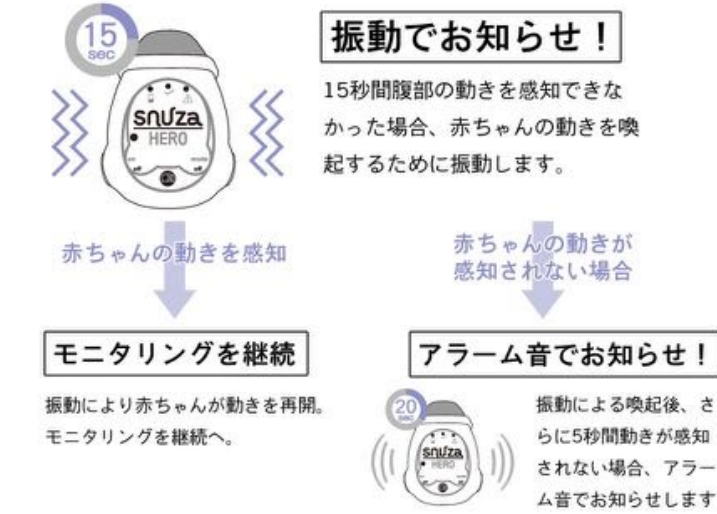 15
sec
振動でお知らせ！
snuza
HERO
15秒間腹部の動きを感知できな
かった場合、赤ちゃんの動きを喚
起するために振動します。
赤ちゃんの動きを感知
赤ちゃんの動きが
感知されない場合
モニタリングを継続
アラーム音でお知らせ！
振動により赤ちゃんが動きを再開。
モニタリングを継続へ。
20
sec
snuza
HERO
振動による喚起後、さ
らに5秒間動きが感知
されない場合、アラー
ム音でお知らせします